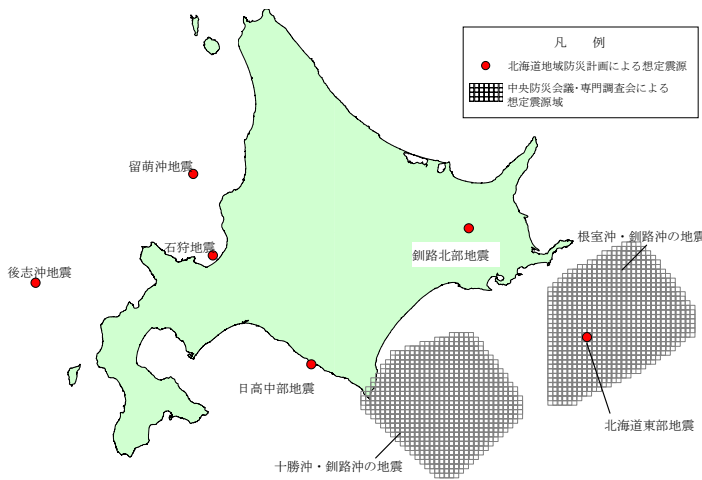 凡 例
北海道地域防災計画による想定震源
中央防災会議・専門調査会による
想定震源域
留萌沖地震
石狩地震
根室沖・釧路沖の地震
釧路北部地震
後志沖地震
日高中部地震
北海道東部地震
十勝沖・釧路沖の地震